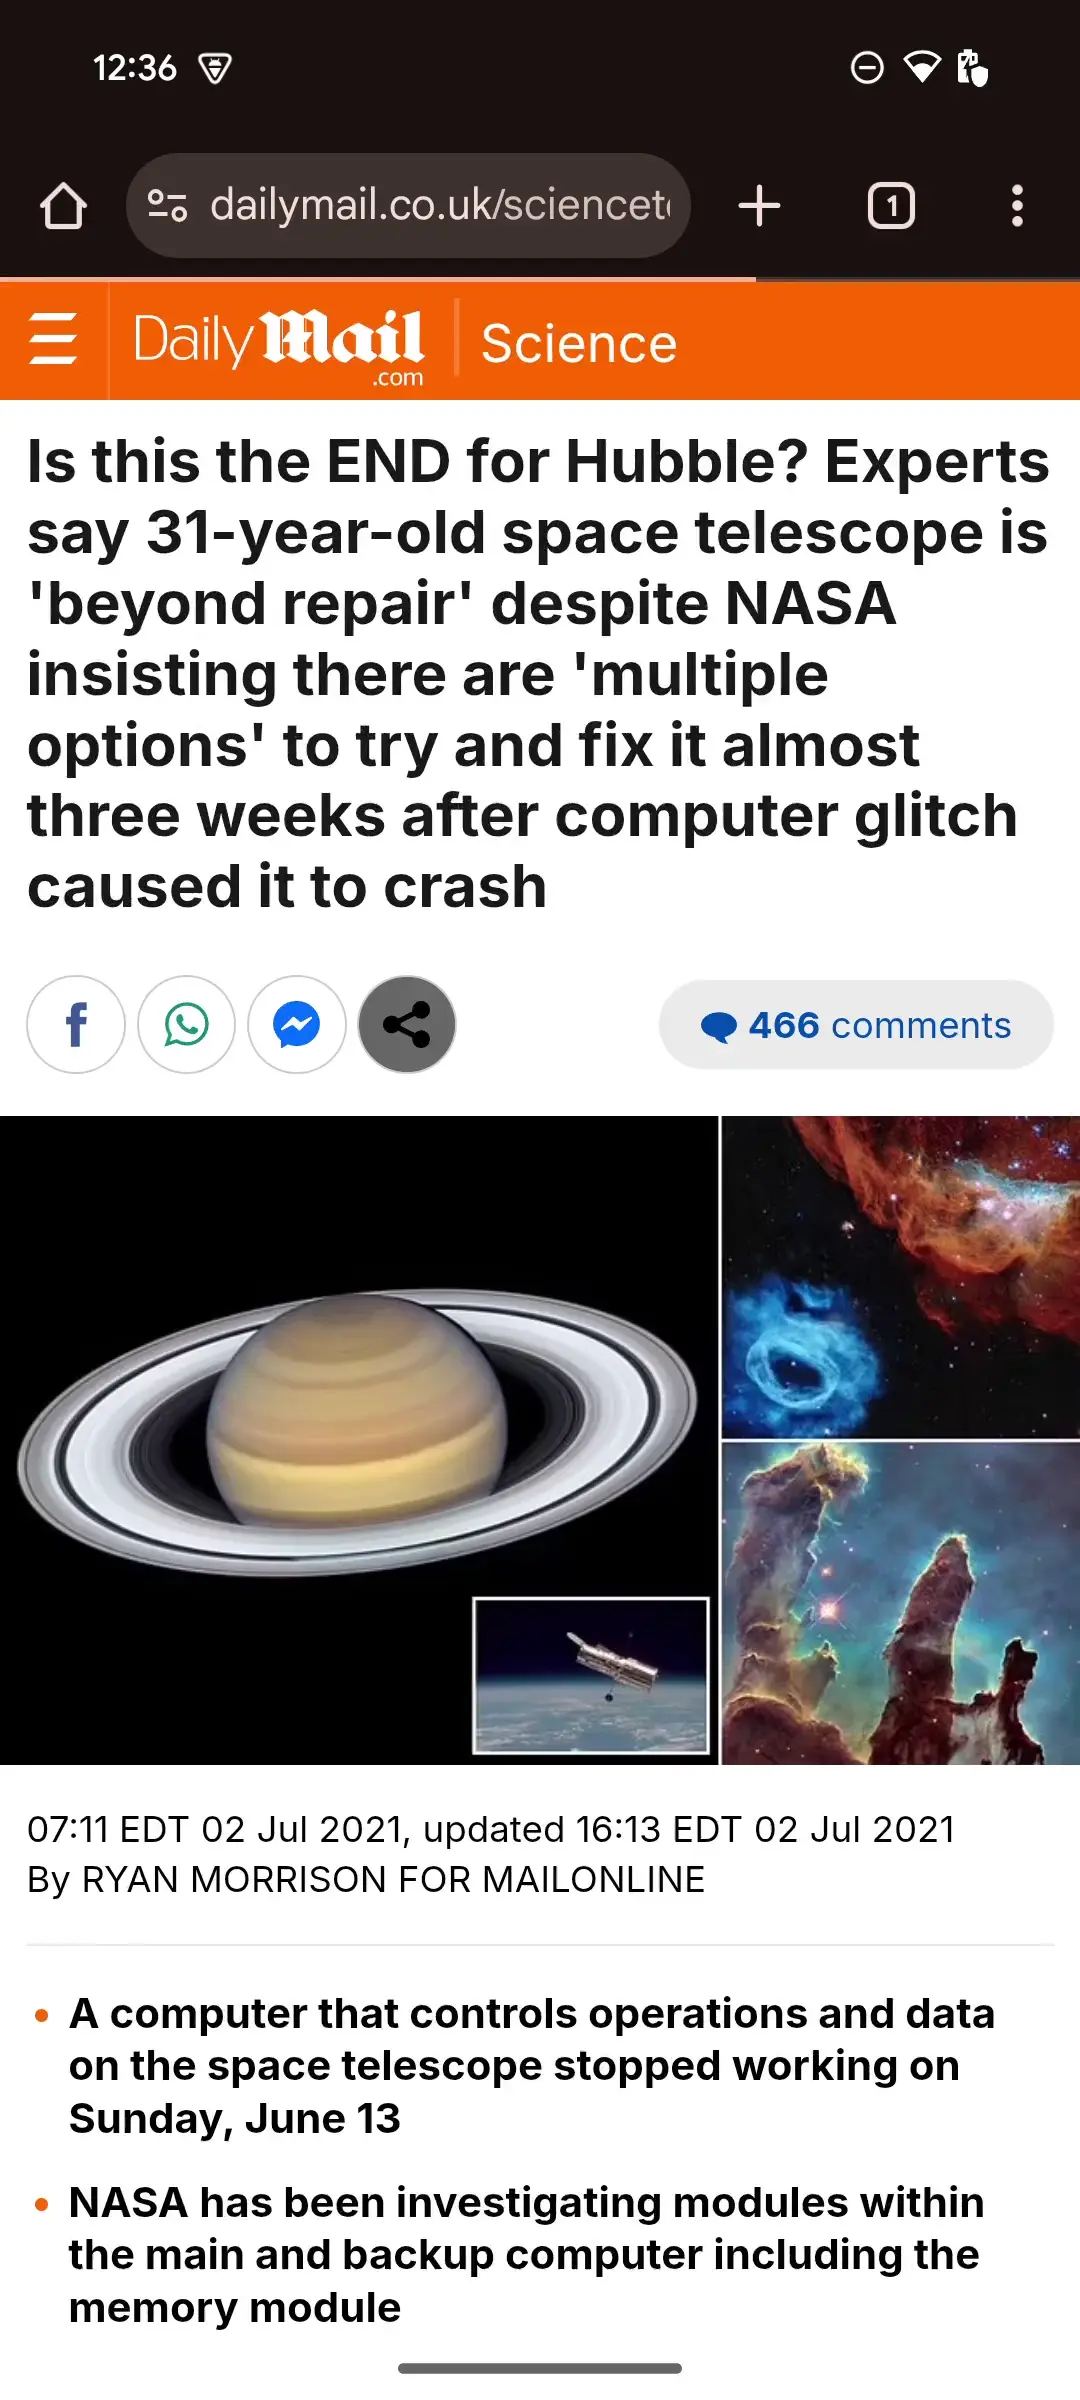 12:36
dailymail.co.uk/sciencet
1
Daily Mail
.com
Science
Is this the END for Hubble? Experts
say 31-year-old space telescope is
'beyond repair' despite NASA
insisting there are 'multiple
options' to try and fix it almost
three weeks after computer glitch
caused it to crash
466 comments
07:11 EDT 02 Jul 2021, updated 16:13 EDT 02 Jul 2021
By RYAN MORRISON FOR MAILONLINE
• A computer that controls operations and data
on the space telescope stopped working on
Sunday, June 13
• NASA has been investigating modules within
the main and backup computer including the
memory module